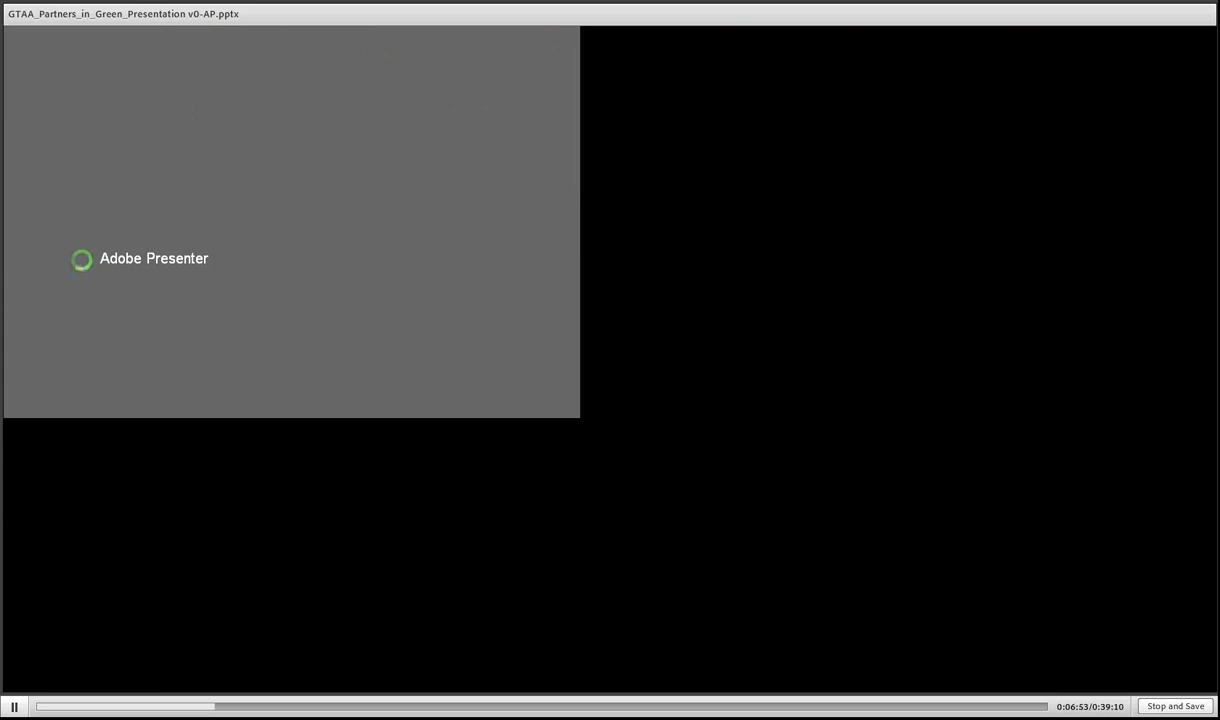 GTAA_Partners_in_Green_Presentation v0-AP.pptx
Adobe Presenter
0:06:53/0:39:10
Stop and Save